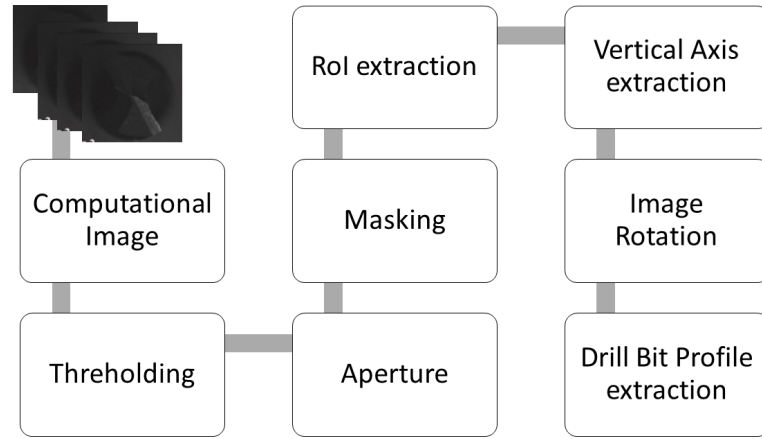 Computational
Image
Threholding
Aperture
Masking
RoI extraction
Vertical Axis
extraction
Image
Rotation
Drill Bit Profile
extraction